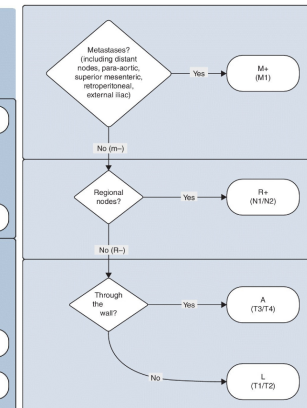 Metastases?
(including distant
nodes, para-aortic,
superior mesenteric,
retroperitoneal,
external iliac)
Yes
M+
(M1)
No (m–)
Regional
nodes?
Yes
R+
(N1/N2)
No (R–)
Through
the
wall?
Yes
A
(T3/T4)
No
L
(T1/T2)